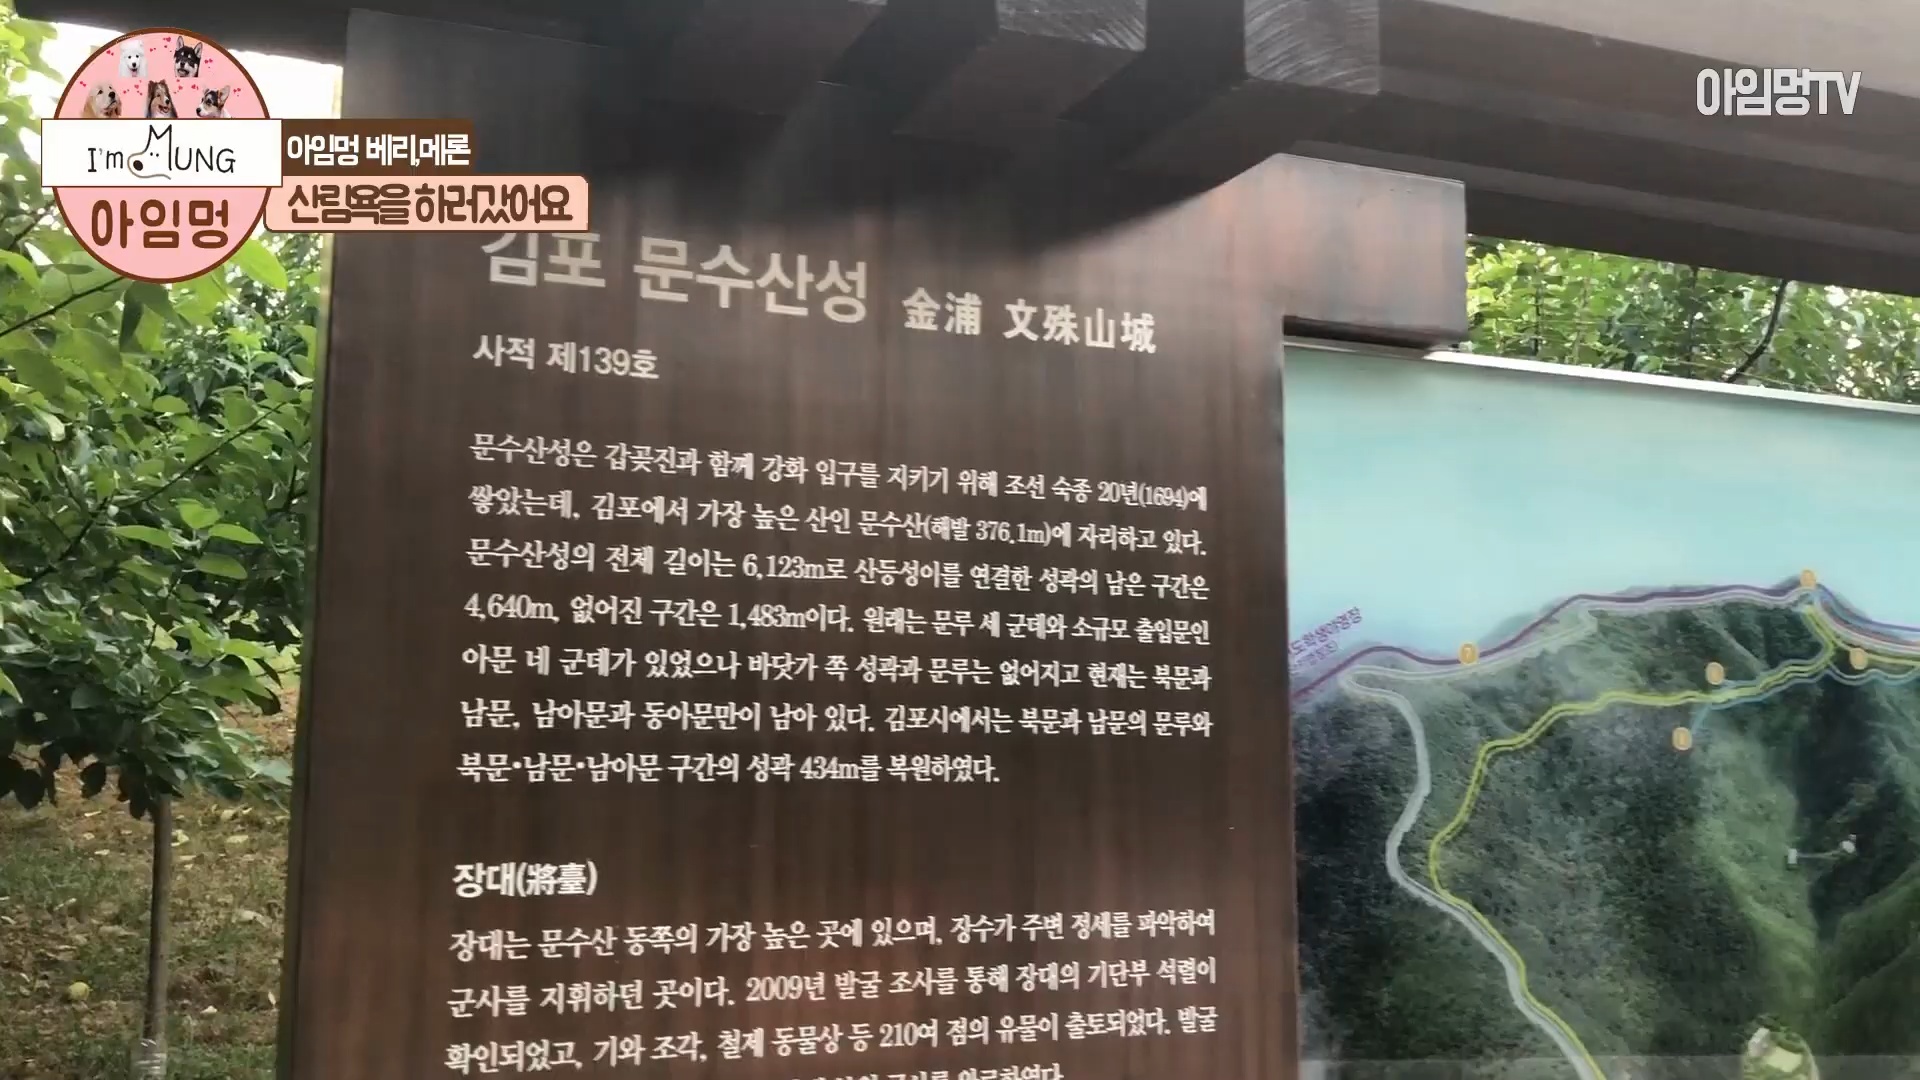 아임멍TV
I'm MUNG
아임멍
아임멍 베리,메론
산림욕을 하러갔어요
김포 문수산성 金浦 文殊山城
사적 제139호
문수산성은 갑곶진과 함께 강화 입구를 지키기 위해 조선 숙종 20년(1694)에
쌓았는데, 김포에서 가장 높은 산인 문수산(해발 376.1m)에 자리하고 있다.
문수산성의 전체 길이는 6,123m로 산등성이를 연결한 성곽의 남은 구간은
4,640m, 없어진 구간은 1,483m이다. 원래는 문루 세 군데와 소규모 출입문인
아문 네 군데가 있었으나 바닷가 쪽 성곽과 문루는 없어지고 현재는 북문과
남문, 남아문과 동아문만이 남아 있다. 김포시에서는 북문과 남문의 문루와
북문·남문·남아문 구간의 성곽 434m를 복원하였다.
장대(將臺)
장대는 문수산 동쪽의 가장 높은 곳에 있으며, 장수가 주변 정세를 파악하여
군사를 지휘하던 곳이다. 2009년 발굴 조사를 통해 장대의 기단부 석렬이
확인되었고, 기와 조각, 철제 동물상 등 210여 점의 유물이 출토되었다. 발굴